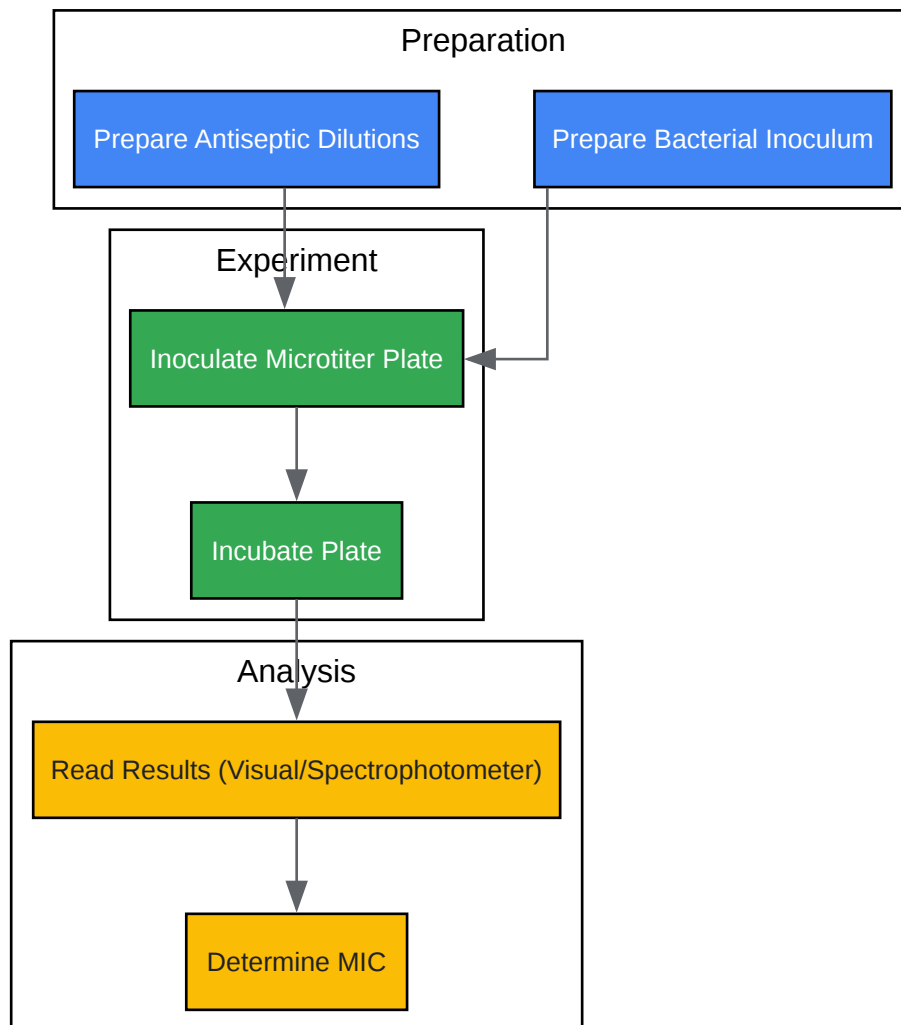 Preparation
Prepare Antiseptic Dilutions
Prepare Bacterial Inoculum
Experiment
Inoculate Microtiter Plate
Incubate Plate
Analysis
Read Results (Visual/Spectrophotometer)
Determine MIC